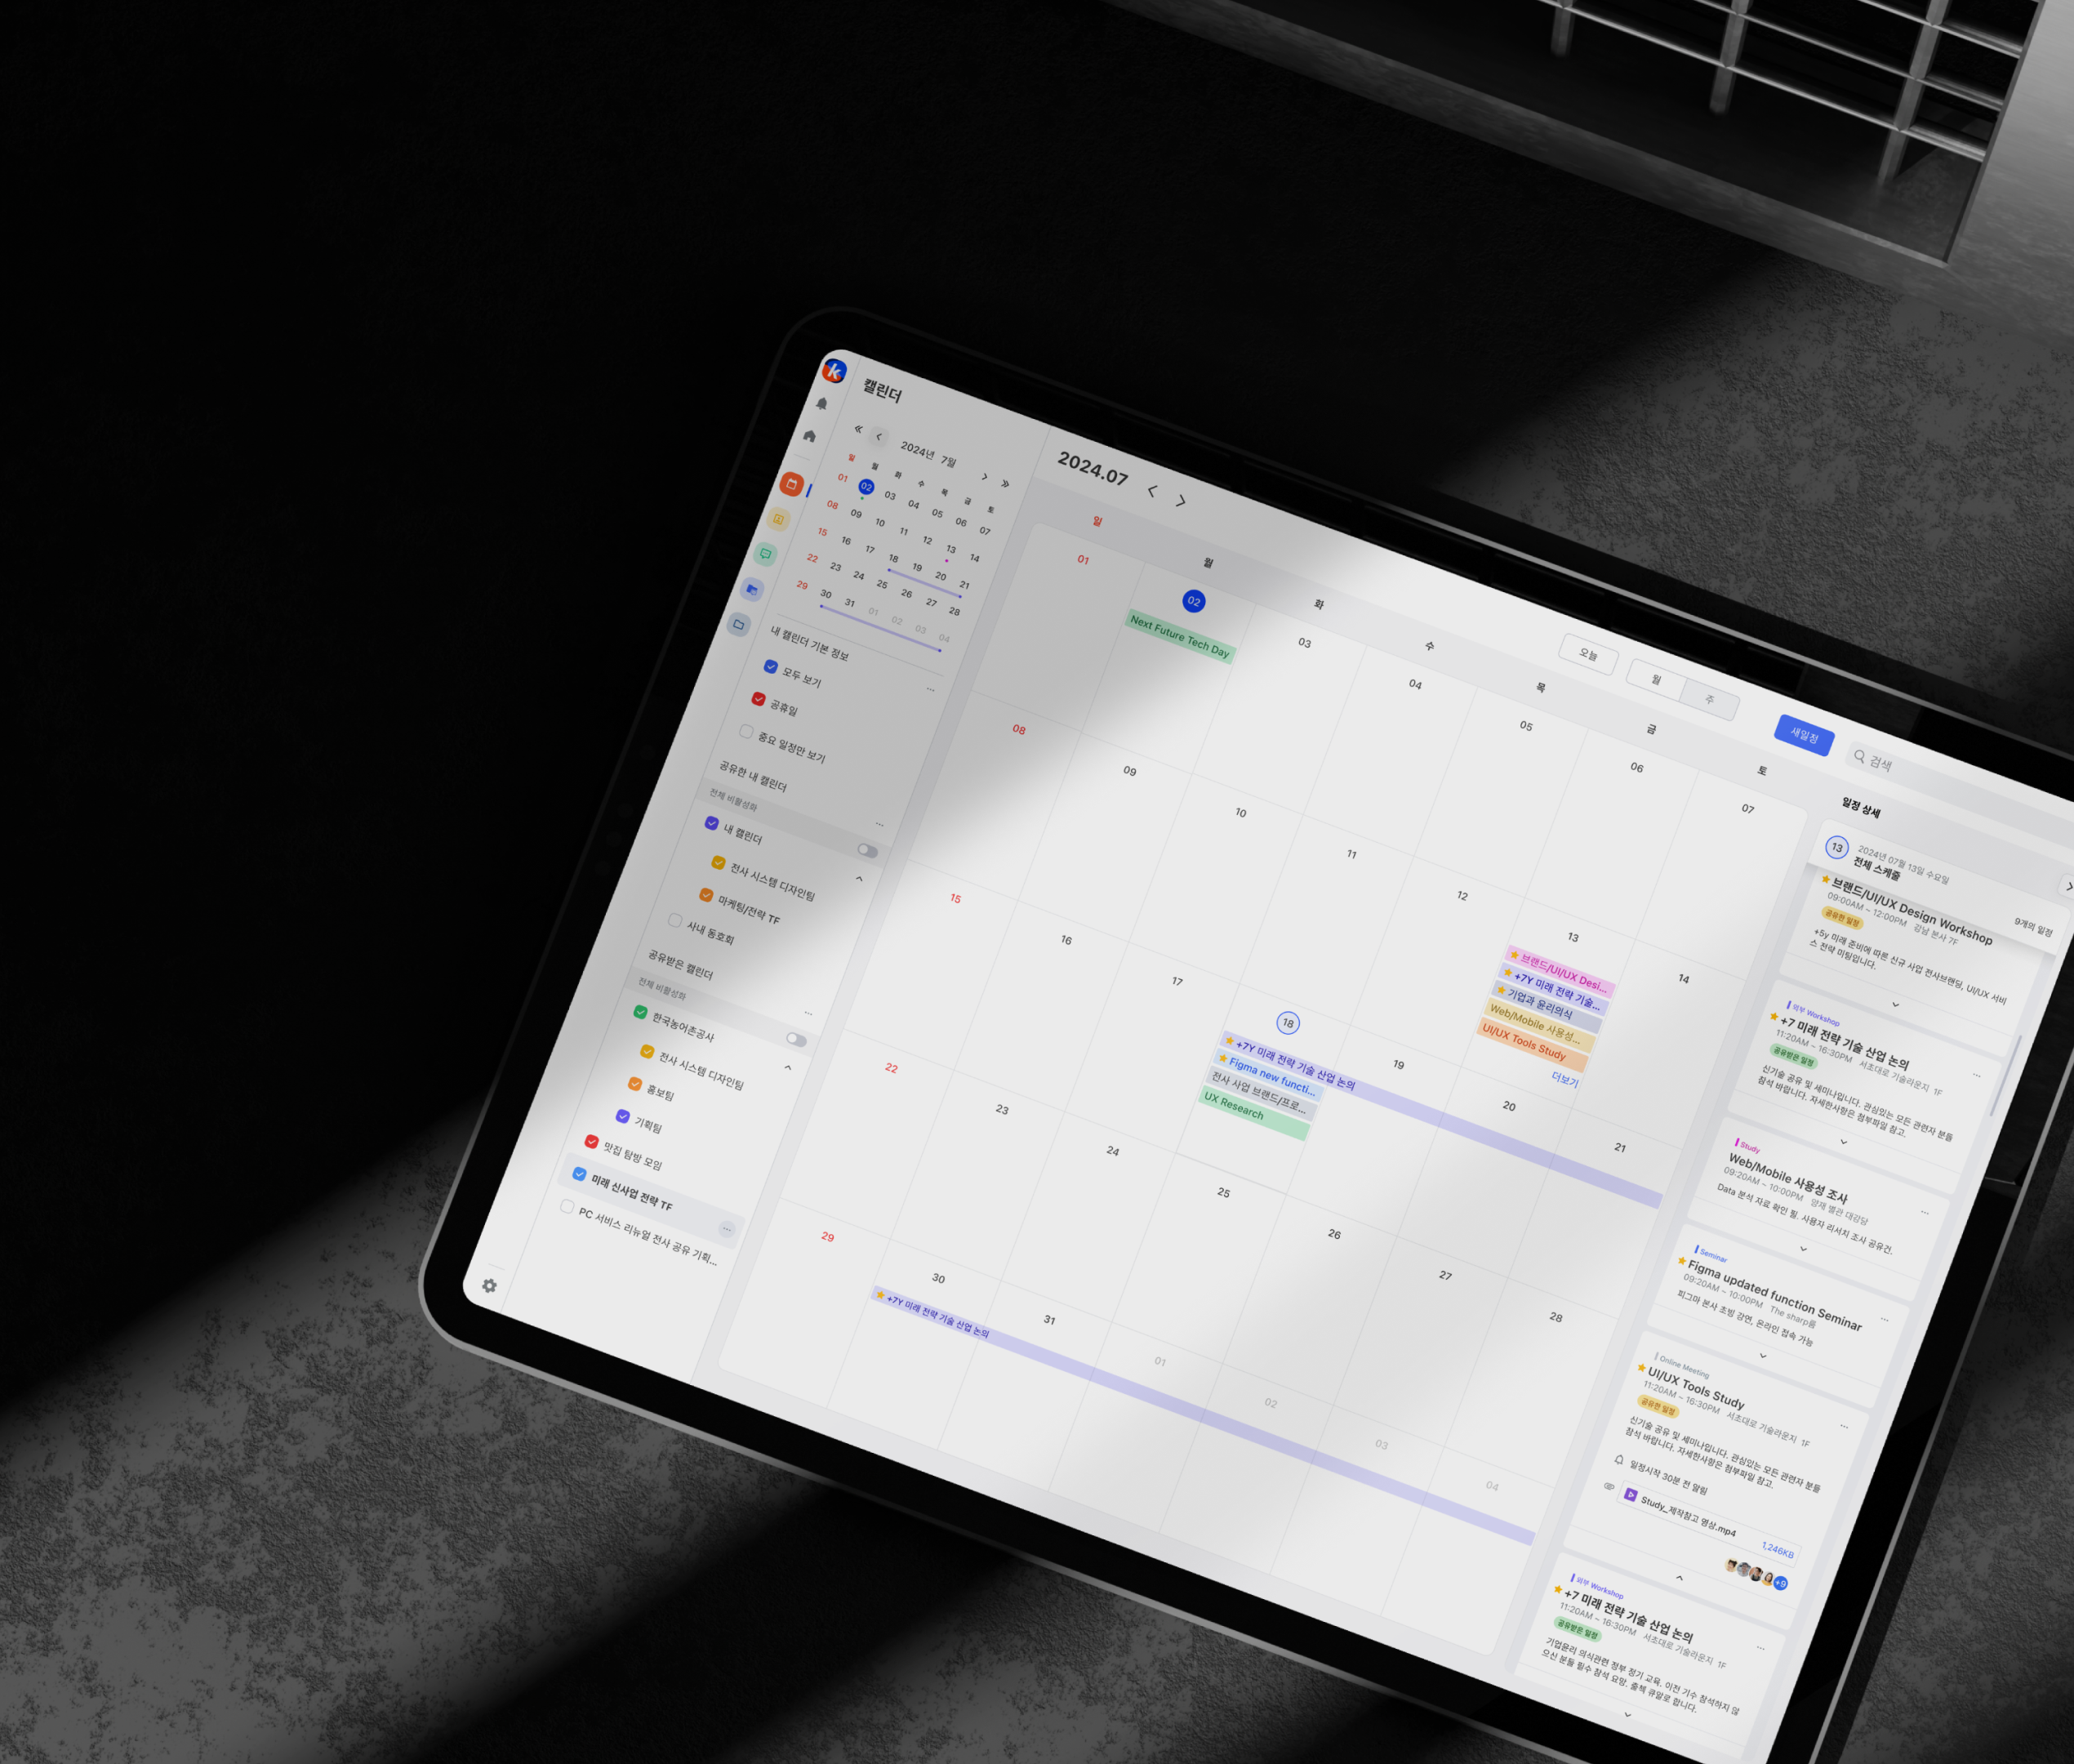 k
캘린더
2024년 7월
일 월 화 수 목 금 토
01 02 03 04 05 06 07
08 09 10 11 12 13 14
15 16 17 18 19 20 21
22 23 24 25 26 27 28
29 30 31 01 02 03 04
내 캘린더 기본 정보
모두 보기
공휴일
중요 일정만 보기
공유한 내 캘린더
전체 비활성화
내 캘린더
전사 시스템 디자인팀
마케팅/전략 TF
사내 동호회
공유받은 캘린더
전체 비활성화
한국농어촌공사
전사 시스템 디자인팀
홍보팀
기획팀
맛집 탐방 모임
미래 신사업 전략 TF
PC 서비스 리뉴얼 전사 공유 기획...
2024.07
오늘
월 주
새일정
검색
일 월 화 수 목 금 토
01 02 03 04 05 06 07
Next Future Tech Day
08 09 10 11 12 13 14
브랜드/UI/UX Desi...
+7Y 미래 전략 기술...
기업과 윤리의식
Web/Mobile 사용성...
UI/UX Tools Study
더보기
15 16 17 18 19 20 21
+7Y 미래 전략 기술 산업 논의
Figma new functi...
전사 사업 브랜드/프로...
UX Research
22 23 24 25 26 27 28
29 30 31 01 02 03 04
+7Y 미래 전략 기술 산업 논의
일정 상세
13
2024년 07월 13일 수요일
전체 스케줄
9개의 일정
브랜드/UI/UX Design Workshop
09:00AM ~ 12:00PM 강남 본사 7F
공유한 일정
+5y 미래 준비에 따른 신규 사업 전사브랜딩, UI/UX 서비
스 전략 미팅입니다.
외부 Workshop
+7 미래 전략 기술 산업 논의
11:20AM ~ 16:30PM 서초대로 기술라운지 1F
공유받은 일정
신기술 공유 및 세미나입니다. 관심있는 모든 관련자 분들
참석 바랍니다. 자세한사항은 첨부파일 참고.
Study
Web/Mobile 사용성 조사
09:20AM ~ 10:00PM 양재 별관 대강당
Data 분석 자료 확인 필. 사용자 리서치 조사 공유건.
Seminar
Figma updated function Seminar
09:20AM ~ 10:00PM The sharp룸
피그마 본사 초빙 강연, 온라인 접속 가능
Online Meeting
UI/UX Tools Study
11:20AM ~ 16:30PM 서초대로 기술라운지 1F
공유한 일정
신기술 공유 및 세미나입니다. 관심있는 모든 관련자 분들
참석 바랍니다. 자세한사항은 첨부파일 참고.
일정시작 30분 전 알림
Study_제작참고 영상.mp4
1,246KB
+9
외부 Workshop
+7 미래 전략 기술 산업 논의
11:20AM ~ 16:30PM 서초대로 기술라운지 1F
공유받은 일정
기업윤리 의식관련 정부 정기 교육. 이전 기수 참석하지 않
으신 분들 필수 참석 요망. 출첵 큐알로 합니다.